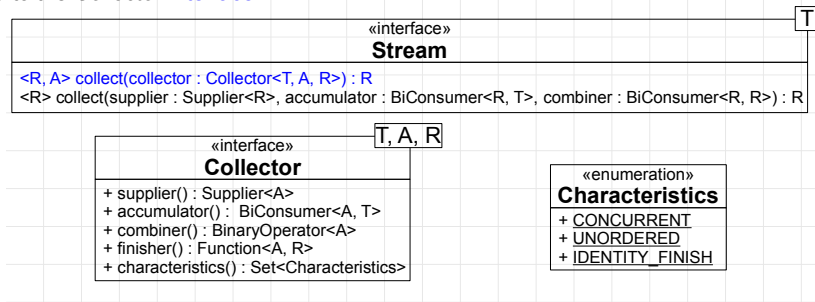 T
«interface»
Stream
<R, A> collect(collector : Collector<T, A, R>) : R
<R> collect(supplier : Supplier<R>, accumulator : BiConsumer<R, T>, combiner : BiConsumer<R, R>) : R
T, A, R
«interface»
Collector
+ supplier() : Supplier<A>
+ accumulator() : BiConsumer<A, T>
+ combiner() : BinaryOperator<A>
+ finisher() : Function<A, R>
+ characteristics() : Set<Characteristics>
«enumeration»
Characteristics
+ CONCURRENT
+ UNORDERED
+ IDENTITY_FINISH